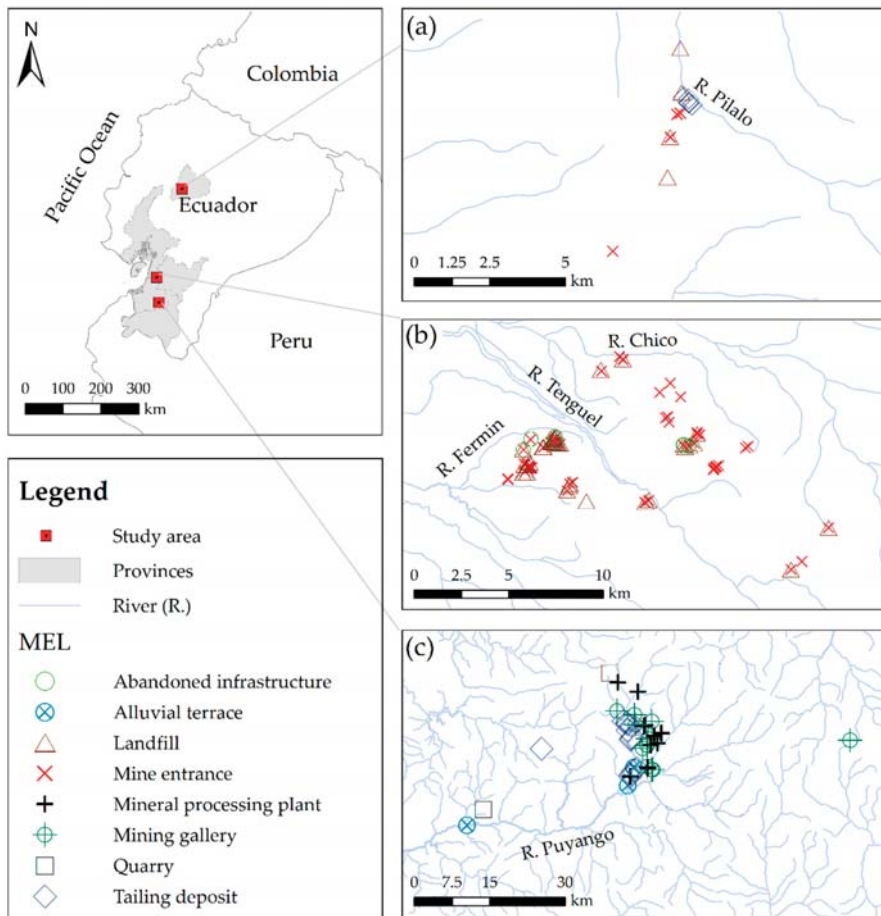 N
Colombia
Pacific Ocean
Ecuador
Peru
0 100 200 300
km
(a)
R. Pilalo
0 1.25 2.5 5
km
(b)
R. Chico
R. Tenguel
R. Fermin
0 2.5 5 10
km
(c)
R. Puyango
0 7.5 15 30
km
Legend
Study area
Provinces
River (R.)
MEL
Abandoned infrastructure
Alluvial terrace
Landfill
Mine entrance
Mineral processing plant
Mining gallery
Quarry
Tailing deposit